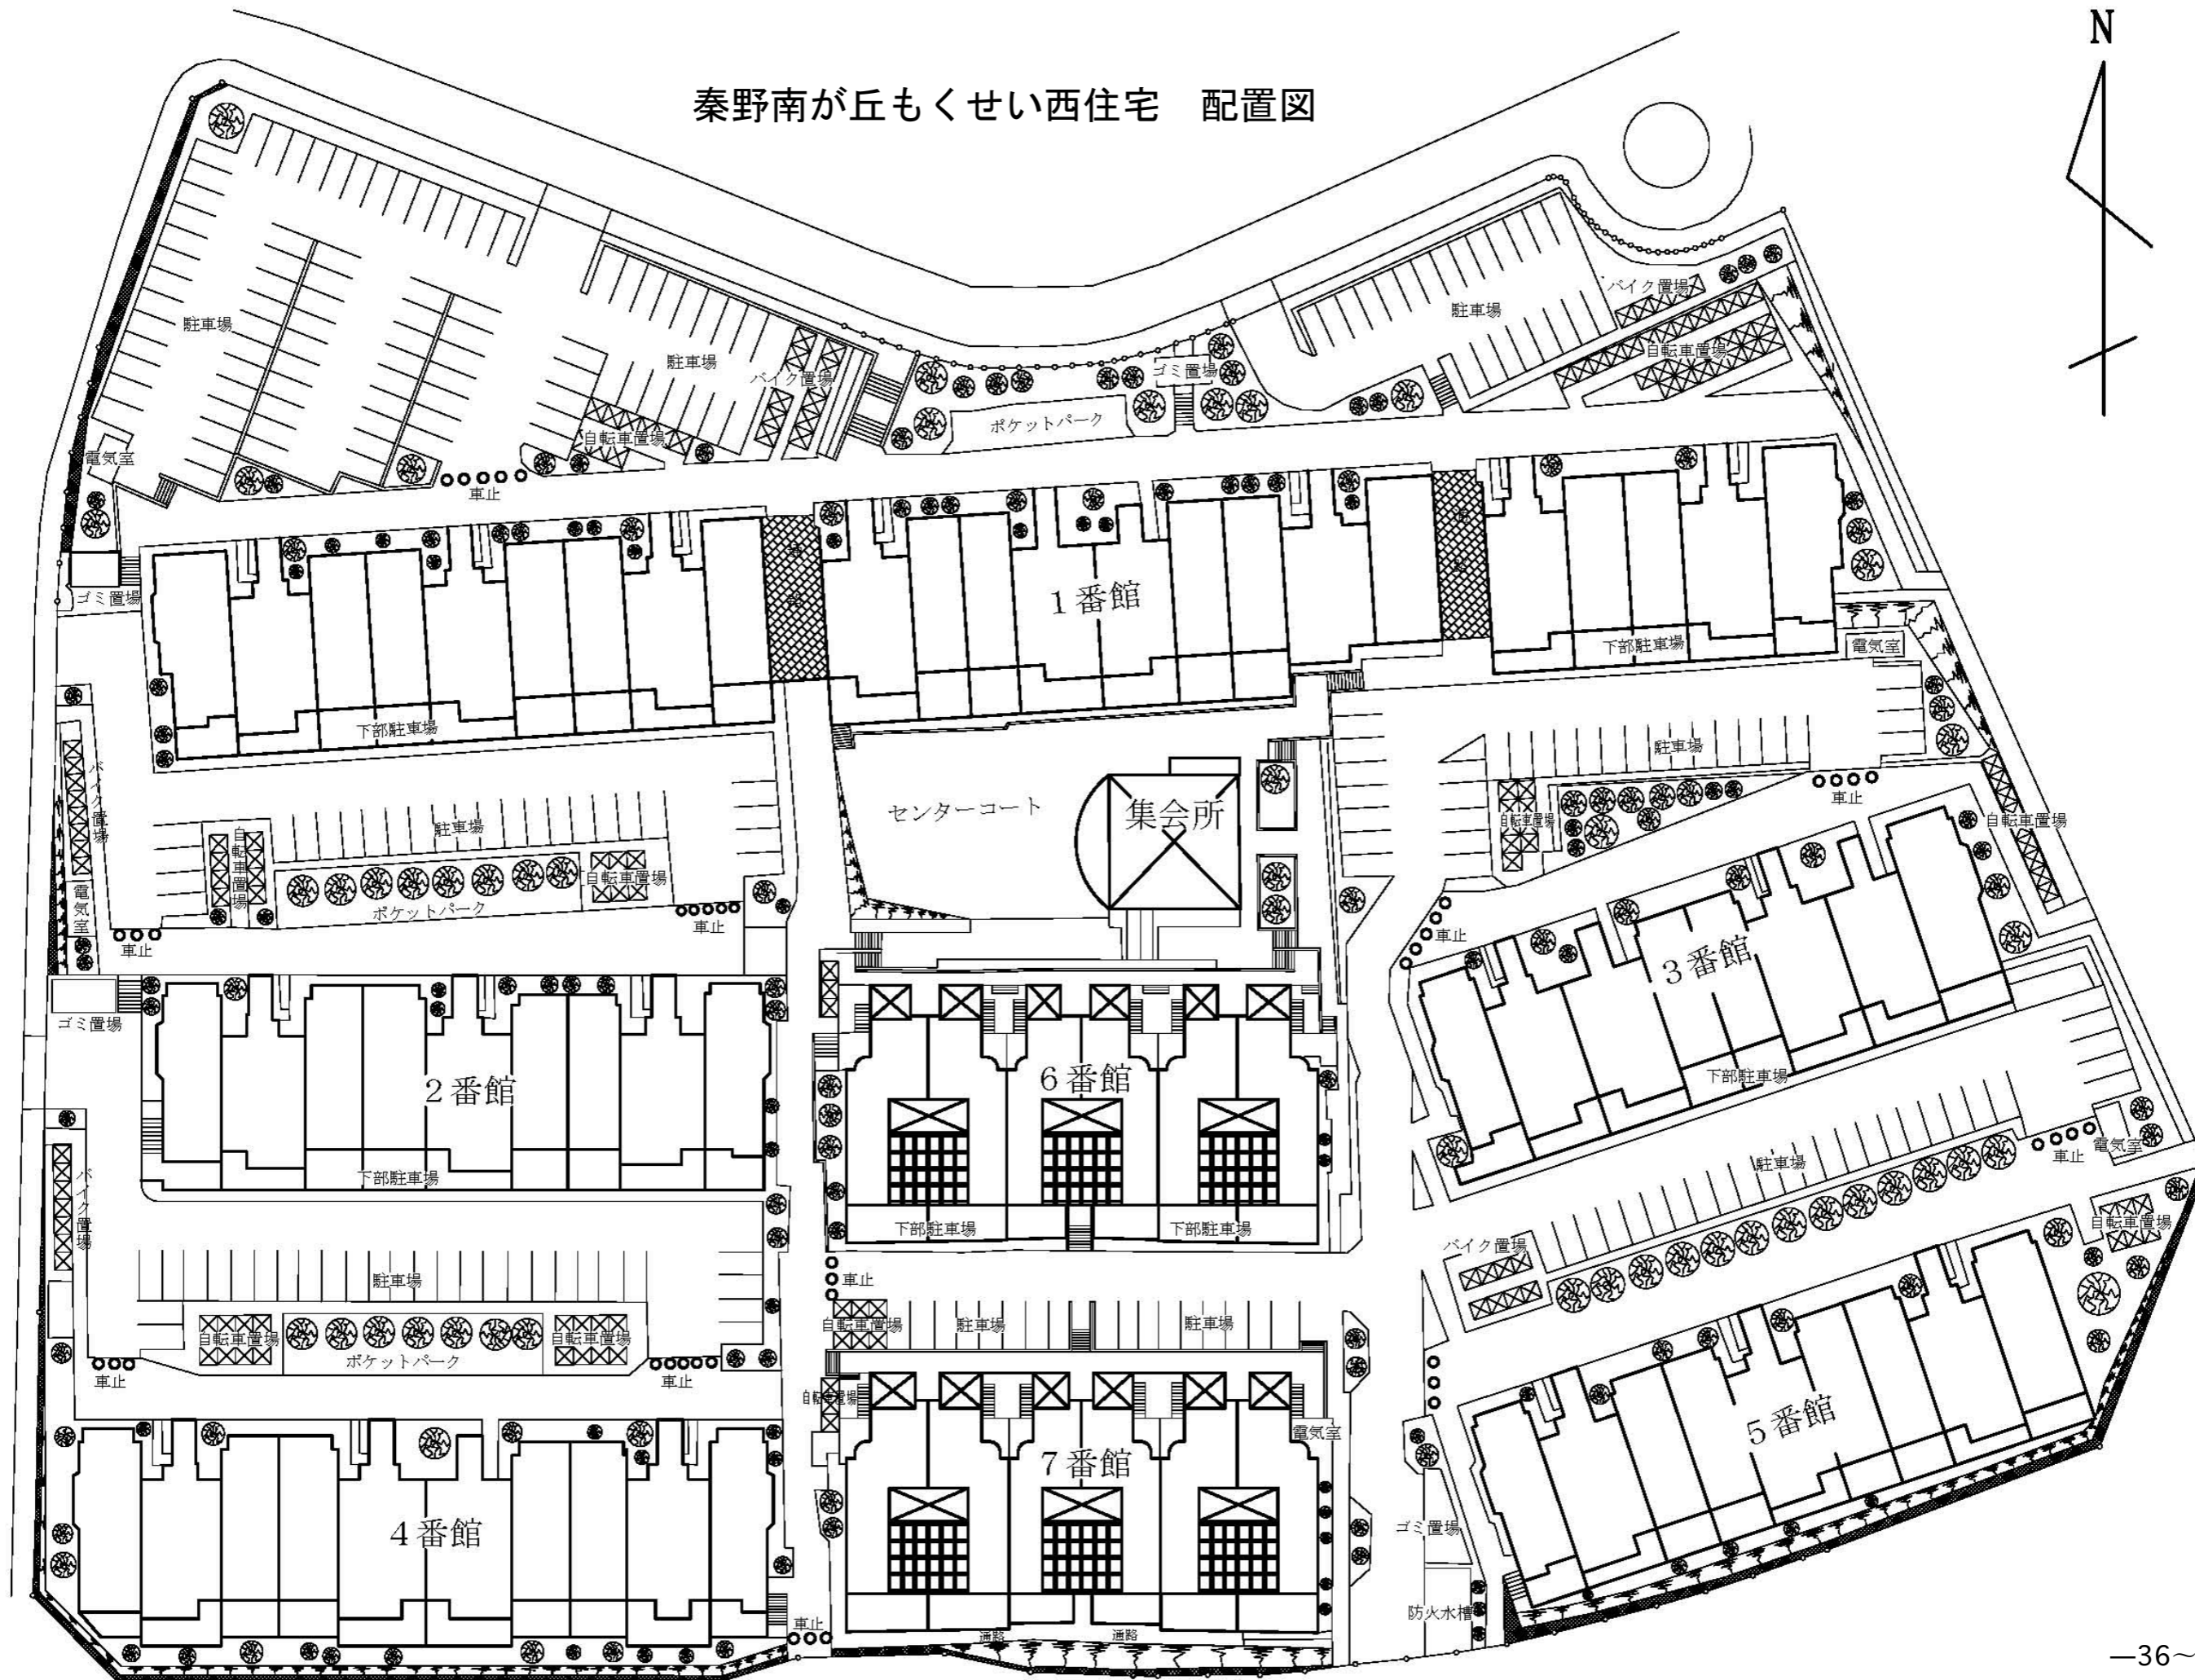 N
秦野南が丘もくせい西住宅　配置図
バイク置場
駐車場
駐車場
自転車置場
駐車場
バイク置場
ゴミ置場
ポケットパーク
自転車置場
電気室
車止
ゴミ置場
1番館
下部駐車場
電気室
下部駐車場
駐車場
バイク置場
センターコート
集会所
車止
自転車置場
自転車置場
駐車場
自転車置場
自転車置場
ポケットパーク
電気室
車止
車止
車止
3番館
ゴミ置場
2番館
6番館
下部駐車場
電気室
車止
駐車場
下部駐車場
バイク置場
下部駐車場
下部駐車場
自転車置場
バイク置場
駐車場
車止
自転車置場
駐車場
駐車場
自転車置場
自転車置場
ポケットパーク
車止
車止
自転車置場
5番館
電気室
7番館
4番館
ゴミ置場
防火水槽
車止
通路
通路
—36~